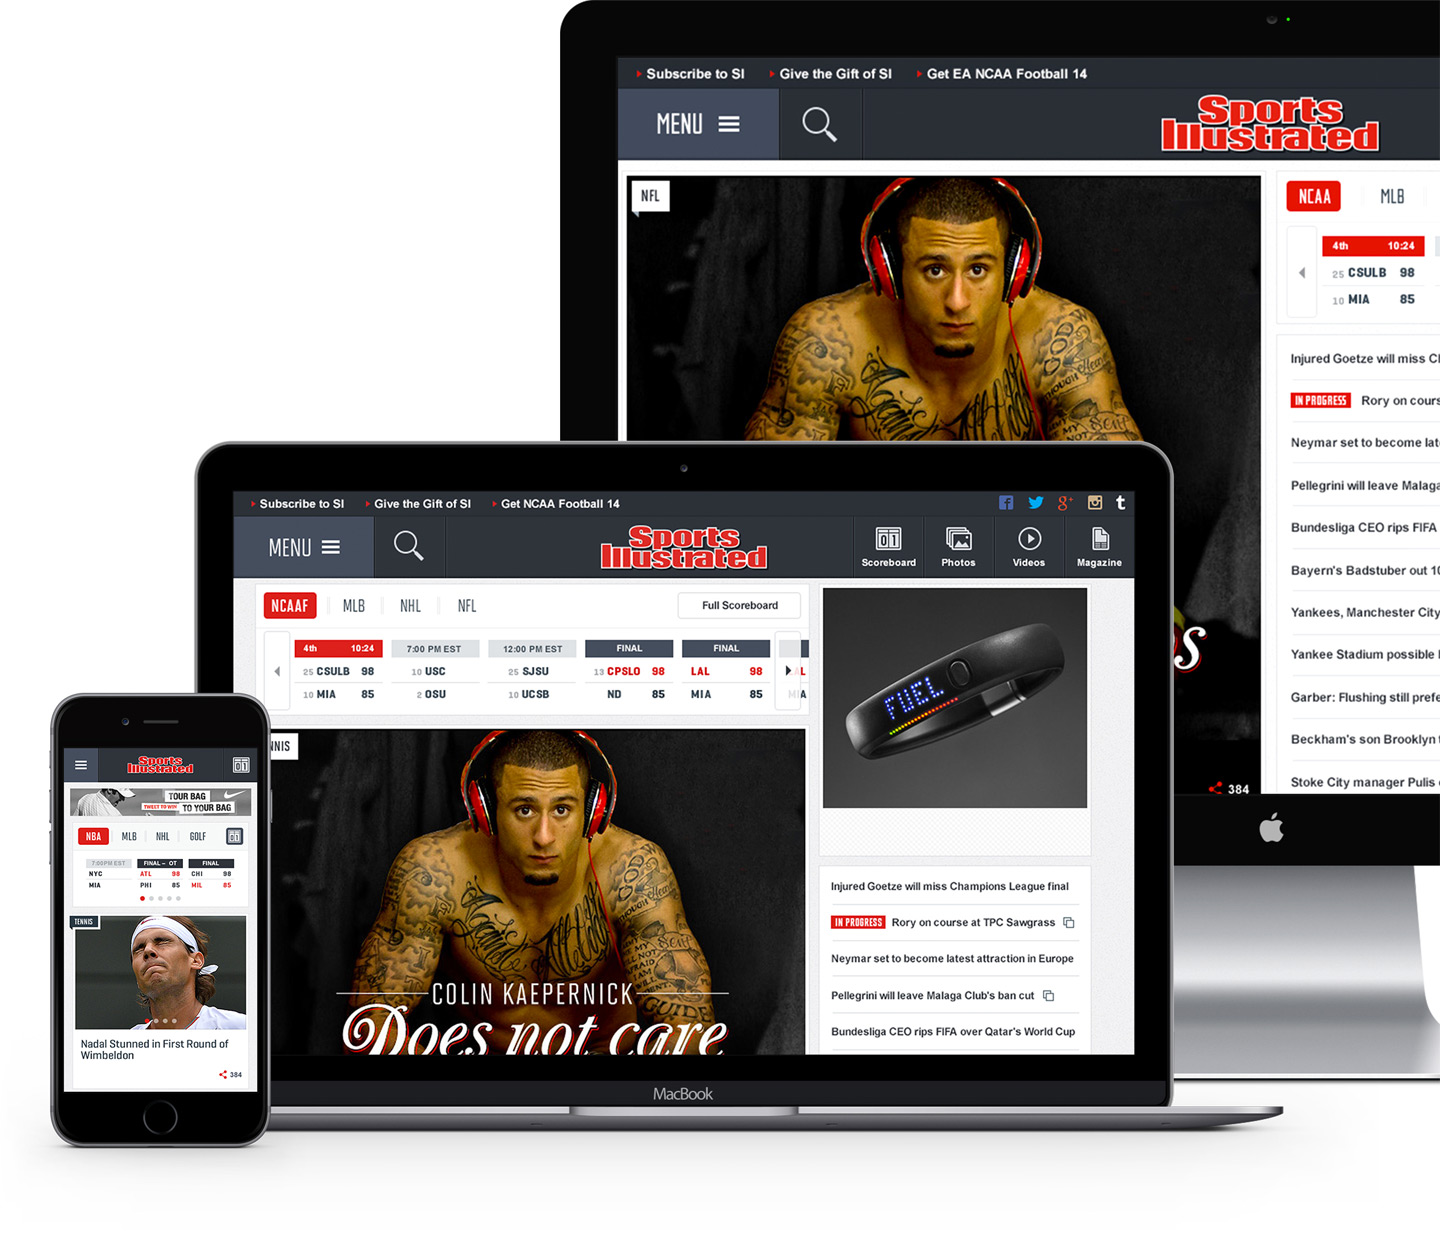 Subscribe to SI
Give the Gift of SI
Get EA NCAA Football 14
MENU
Sports
Illustrated
NFL
NCAA
MLB
4th 10:24
25 CSULB 98
10 MIA 85
Injured Goetze will miss
IN PROGRESS Rory on
Neymar set to become
Pellegrini will leave
Bundesliga CEO rips FIFA
Bayern's Badstuber out
Yankees, Manchester City
Yankee Stadium possible
Garber: Flushing still
Beckham's son Brooklyn
Stoke City manager Pulis
384
Subscribe to SI
Give the Gift of SI
Get NCAA Football 14
t
MENU
Sports
Illustrated
01
Scoreboard
Photos
Videos
Magazine
NCAAF
MLB
NHL
NFL
Full Scoreboard
4th 10:24
25 CSULB 98
10 MIA 85
7:00 PM EST
10 USC
2 OSU
12:00 PM EST
25 SJSU
10 UCSB
FINAL
13 CPSLO 98
ND 85
FINAL
LAL 98
MIA 85
FUEL
NNIS
COLIN KAEPERNICK
Does not care
GOD
Injured Goetze will miss Champions League final
IN PROGRESS Rory on course at TPC Sawgrass
Neymar set to become latest attraction in Europe
Pellegrini will leave Malaga Club's ban cut
Bundesliga CEO rips FIFA over Qatar's World Cup
MacBook
Sports
Illustrated
01
TOUR BAG
TWEET TO WIN TO YOUR BAG
NBA
MLB
NHL
GOLF
01
7:00PM EST
NYC
MIA
FINAL – OT
ATL 98
PHI 85
FINAL
CHI 98
MIL 85
TENNIS
Nadal Stunned in First Round of
Wimbeldon
384